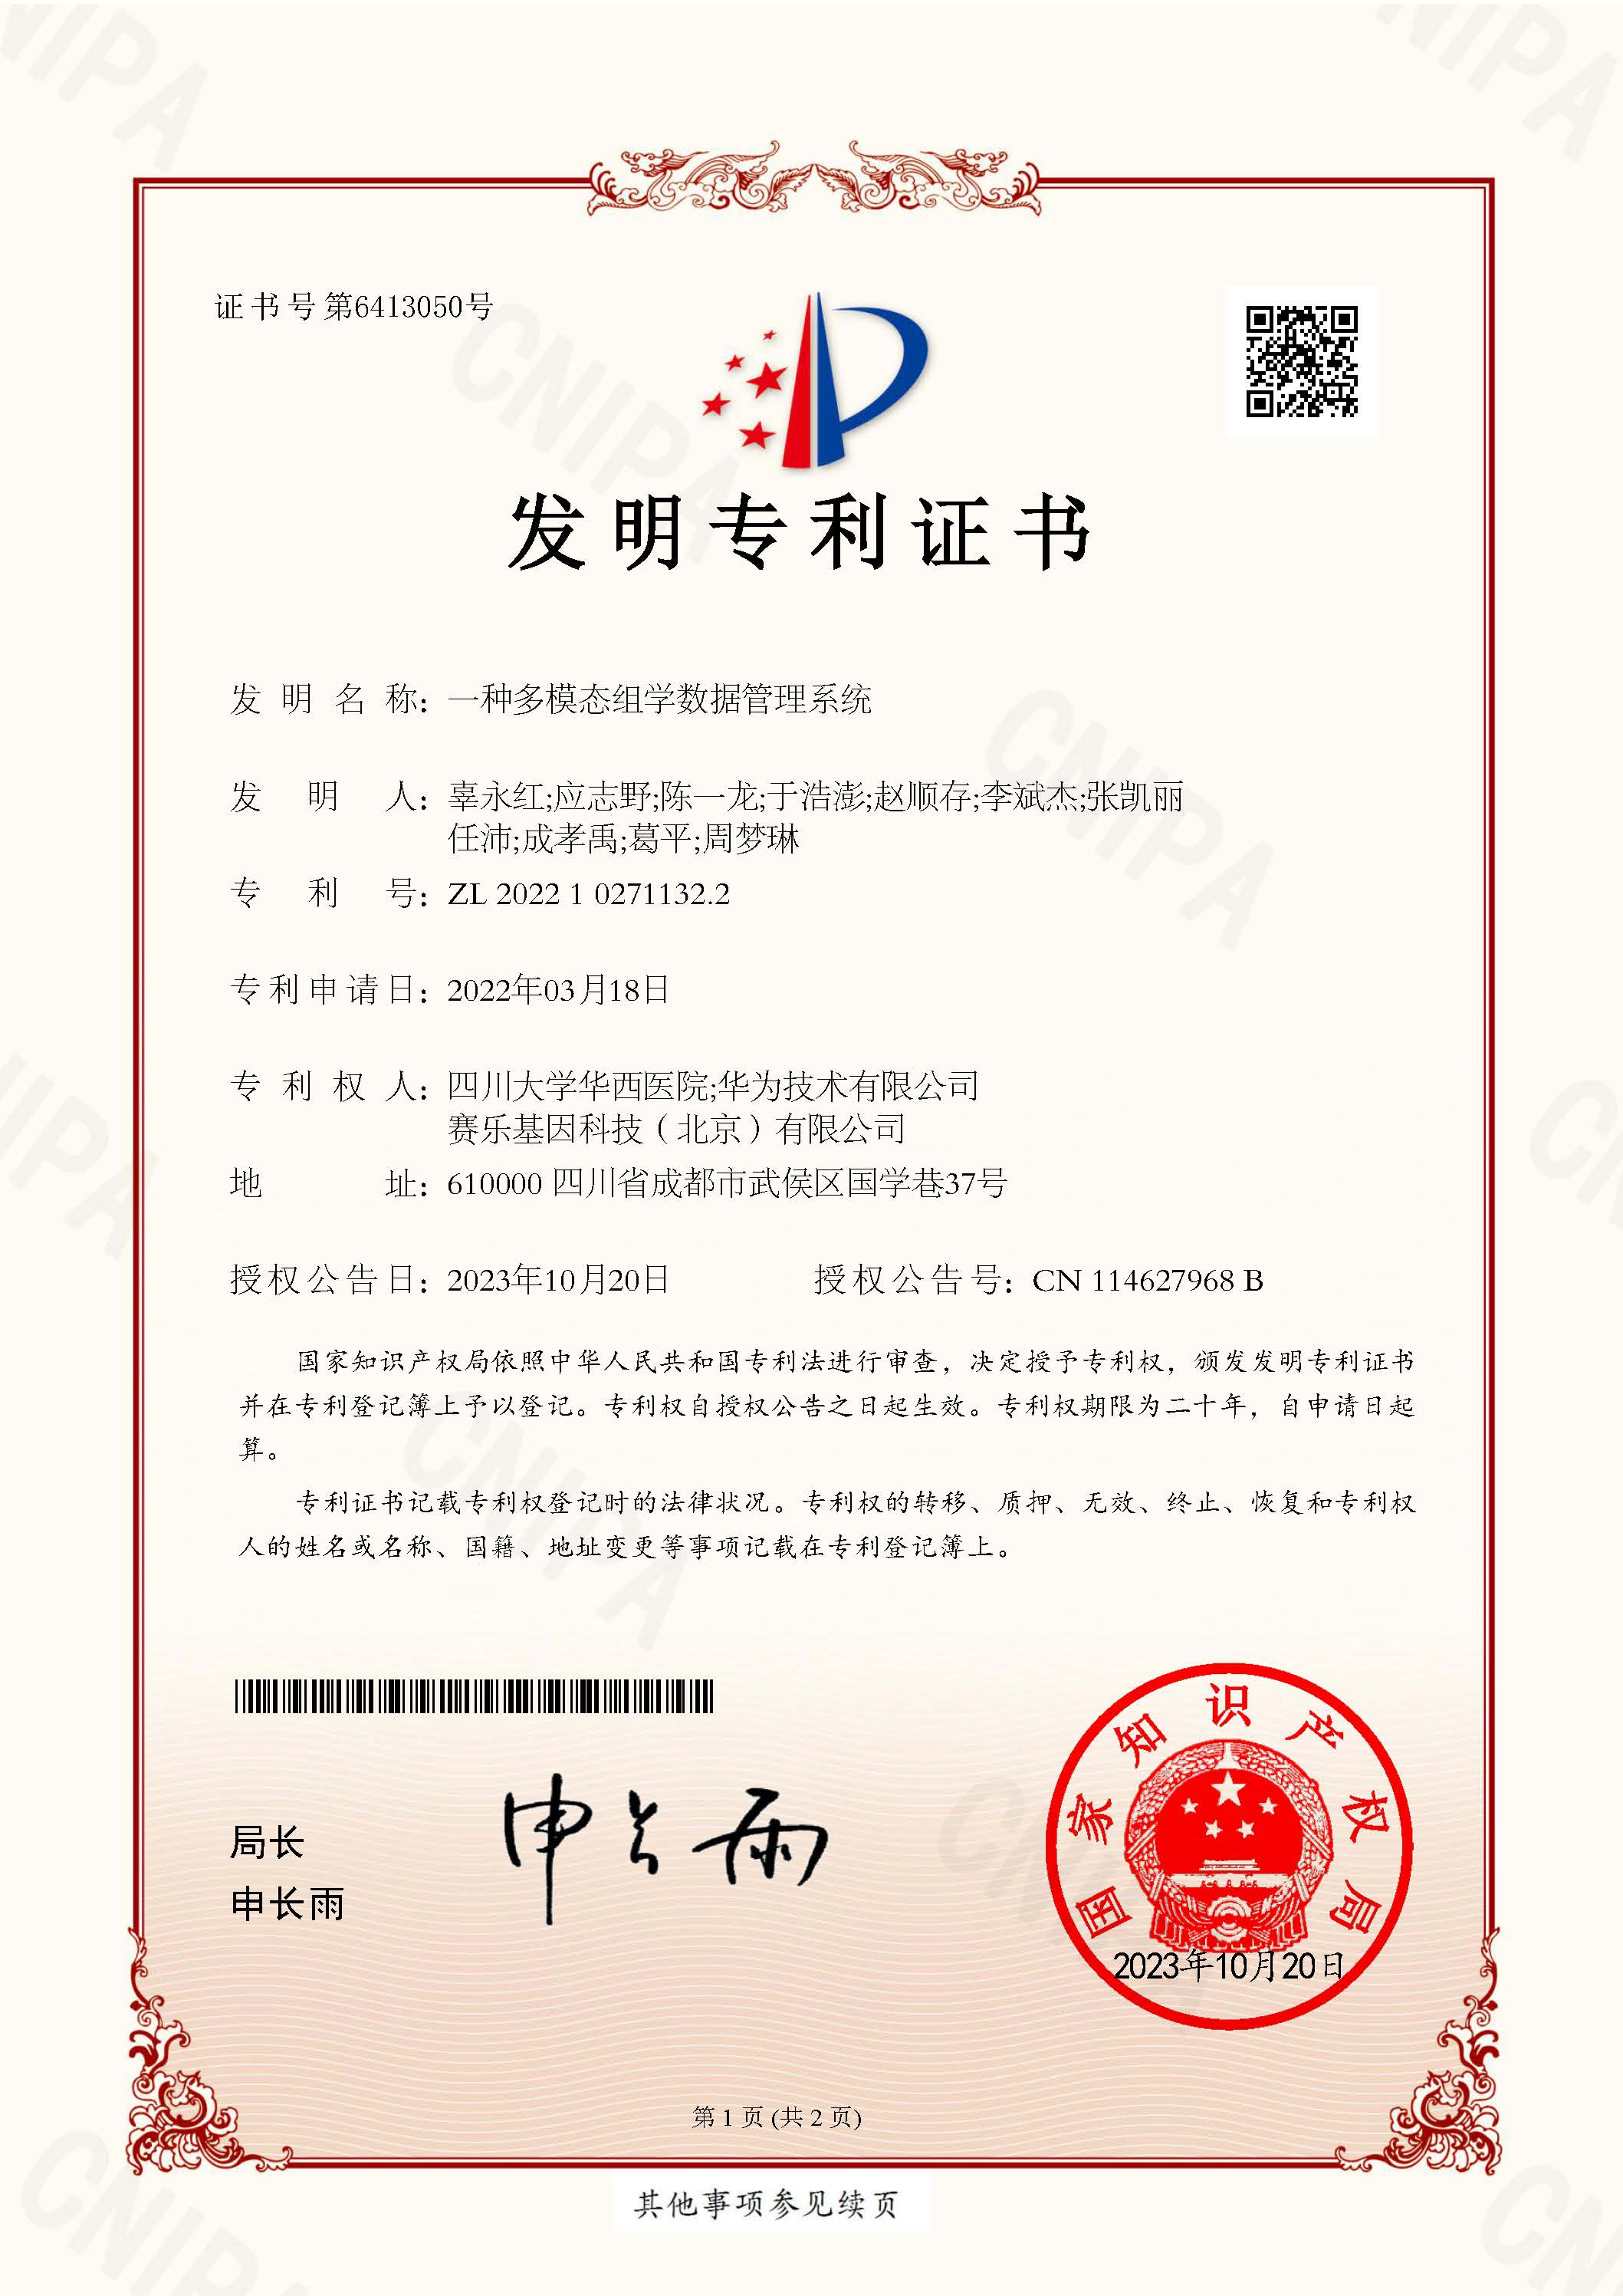 证书号第6413050号
发明专利证书
发明名称：一种多模态组学数据管理系统
发明人：辜永红;应志野;陈一龙;于浩澎;赵顺存;李斌杰;张凯丽
任沛;成孝禹;葛平;周梦琳
专利号：ZL 2022 1 0271132.2
专利申请日：2022年03月18日
专利权人：四川大学华西医院;华为技术有限公司
赛乐基因科技（北京）有限公司
地址：610000 四川省成都市武侯区国学巷37号
授权公告日：2023年10月20日 授权公告号：CN 114627968 B
国家知识产权局依照中华人民共和国专利法进行审查，决定授予专利权，颁发发明专利证书
并在专利登记簿上予以登记。专利权自授权公告之日起生效。专利权期限为二十年，自申请日起
算。
专利证书记载专利权登记时的法律状况。专利权的转移、质押、无效、终止、恢复和专利权
人的姓名或名称、国籍、地址变更等事项记载在专利登记簿上。
局长
申长雨
申长雨
国家知识产权局
2023年10月20日
第 1 页 (共 2 页)
其他事项参见续页
CNIPA
CNIPA
CNIPA
CNIPA
CNIPA
CNIPA